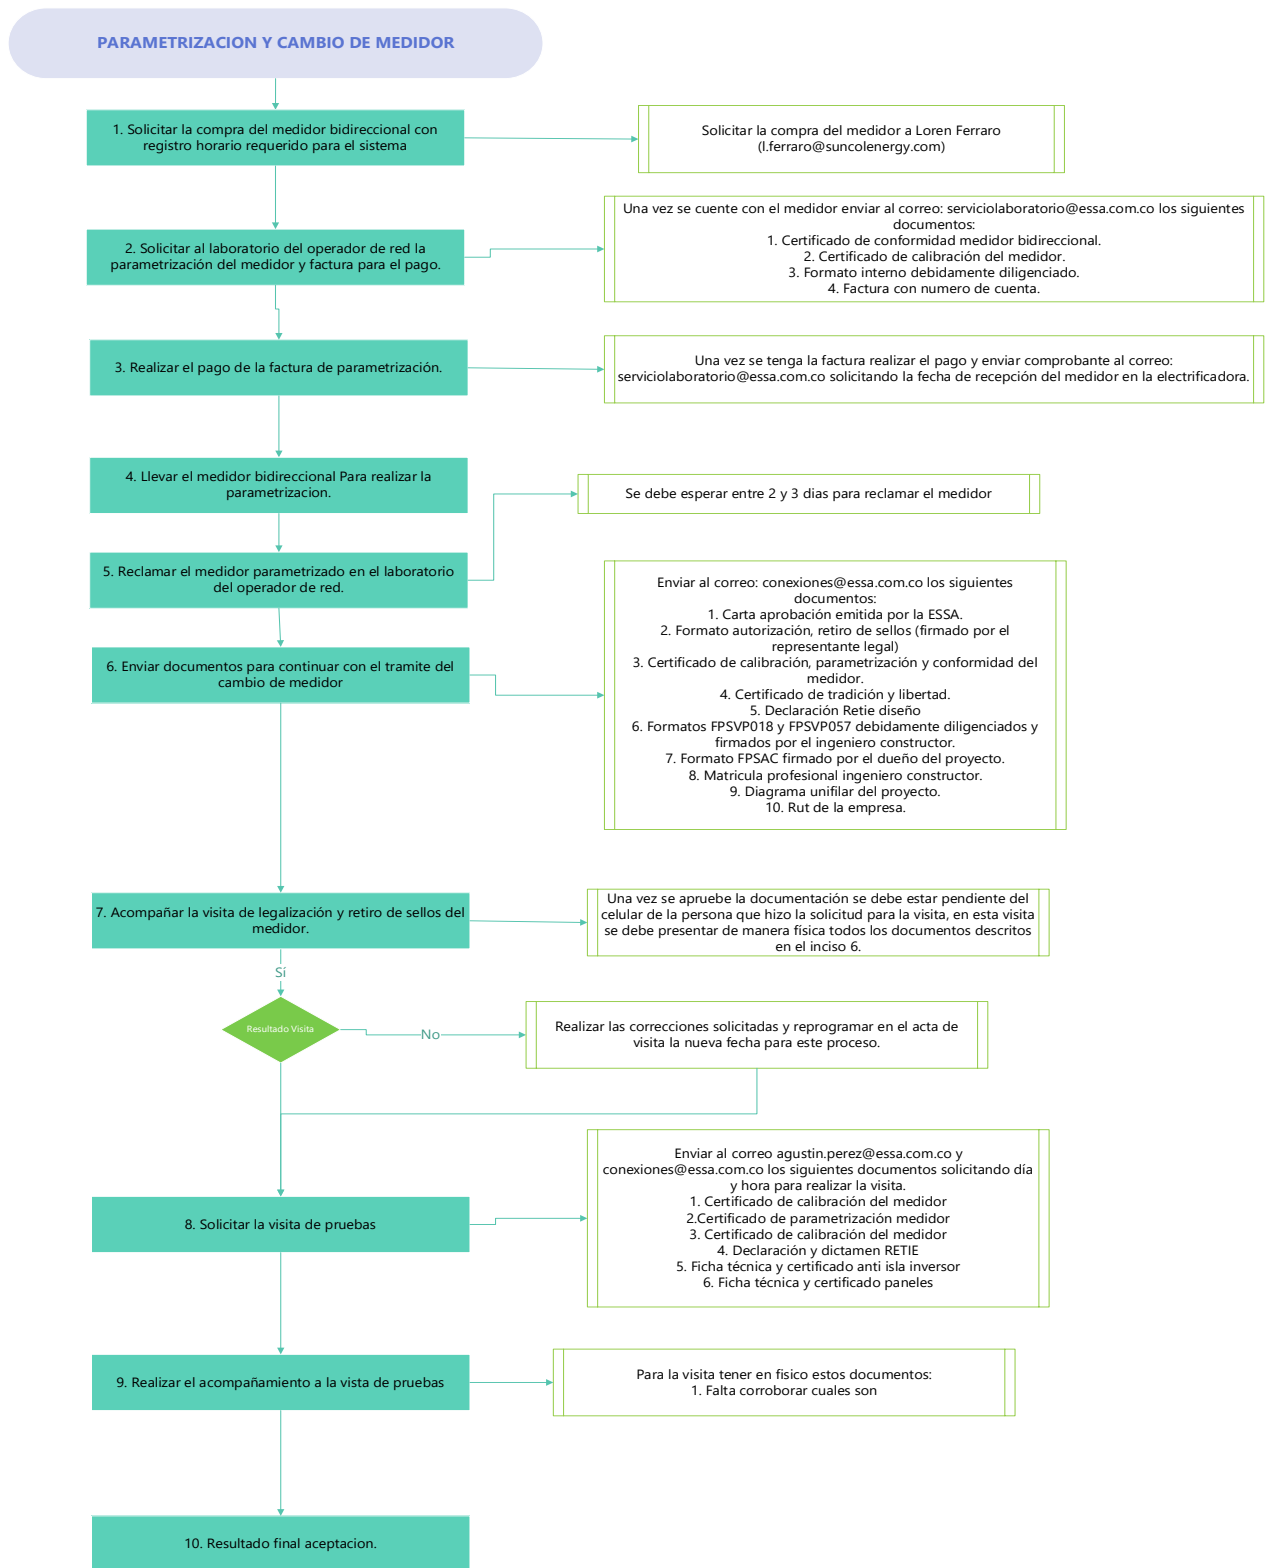 PARAMETRIZACION Y CAMBIO DE MEDIDOR
1. Solicitar la compra del medidor bidireccional con
registro horario requerido para el sistema
Solicitar la compra del medidor a Loren Ferraro
(l.ferraro@suncolenergy.com)
2. Solicitar al laboratorio del operador de red la
parametrización del medidor y factura para el pago.
Una vez se cuente con el medidor enviar al correo: serviciolaboratorio@essa.com.co los siguientes
documentos:
1. Certificado de conformidad medidor bidireccional.
2. Certificado de calibración del medidor.
3. Formato interno debidamente diligenciado.
4. Factura con numero de cuenta.
3. Realizar el pago de la factura de parametrización.
Una vez se tenga la factura realizar el pago y enviar comprobante al correo:
serviciolaboratorio@essa.com.co solicitando la fecha de recepción del medidor en la electrificadora.
4. Llevar el medidor bidireccional Para realizar la
parametrizacion.
Se debe esperar entre 2 y 3 dias para reclamar el medidor
5. Reclamar el medidor parametrizado en el laboratorio
del operador de red.
6. Enviar documentos para continuar con el tramite del
cambio de medidor
Enviar al correo: conexiones@essa.com.co los siguientes
documentos:
1. Carta aprobación emitida por la ESSA.
2. Formato autorización, retiro de sellos (firmado por el
representante legal)
3. Certificado de calibración, parametrización y conformidad del
medidor.
4. Certificado de tradición y libertad.
5. Declaración Retie diseño
6. Formatos FPSVP018 y FPSVP057 debidamente diligenciados y
firmados por el ingeniero constructor.
7. Formato FPSAC firmado por el dueño del proyecto.
8. Matricula profesional ingeniero constructor.
9. Diagrama unifilar del proyecto.
10. Rut de la empresa.
7. Acompañar la visita de legalización y retiro de sellos del
medidor.
Una vez se apruebe la documentación se debe estar pendiente del
celular de la persona que hizo la solicitud para la visita, en esta visita
se debe presentar de manera física todos los documentos descritos
en el inciso 6.
Sí
Resultado Visita
No
Realizar las correcciones solicitadas y reprogramar en el acta de
visita la nueva fecha para este proceso.
8. Solicitar la visita de pruebas
Enviar al correo agustin.perez@essa.com.co y
conexiones@essa.com.co los siguientes documentos solicitando día
y hora para realizar la visita.
1. Certificado de calibración del medidor
2.Certificado de parametrización medidor
3. Certificado de calibración del medidor
4. Declaración y dictamen RETIE
5. Ficha técnica y certificado anti isla inversor
6. Ficha técnica y certificado paneles
9. Realizar el acompañamiento a la vista de pruebas
Para la visita tener en fisico estos documentos:
1. Falta corroborar cuales son
10. Resultado final aceptacion.